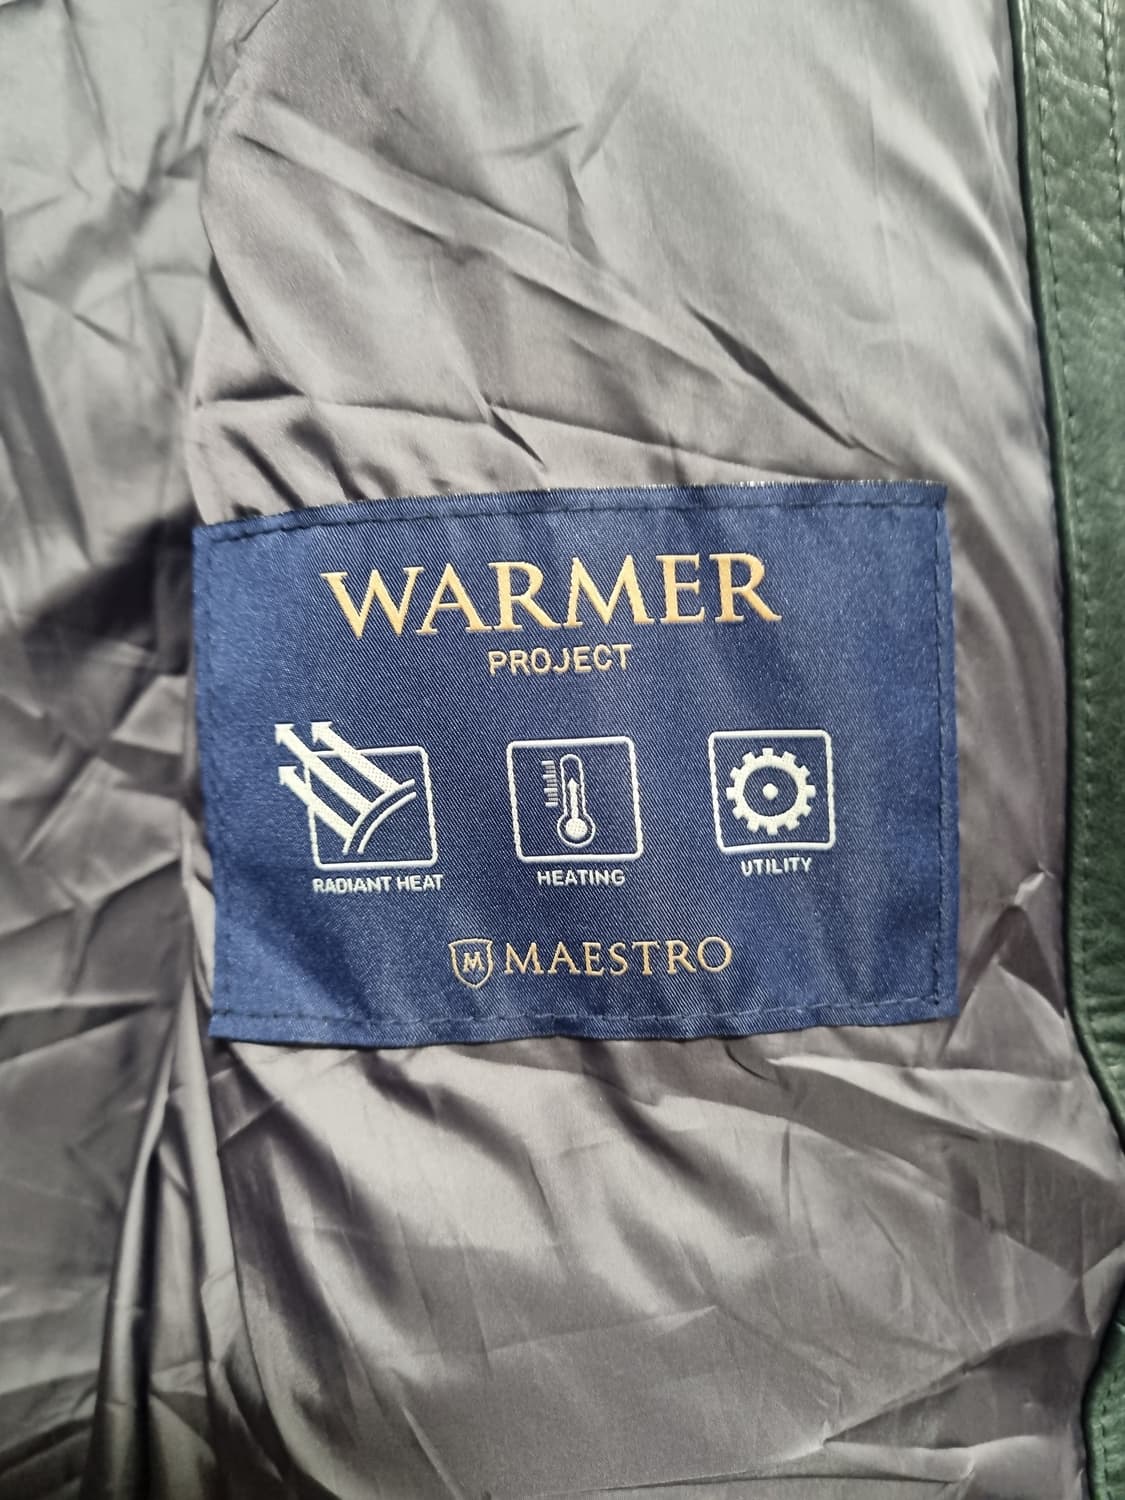 WARMER
PROJECT
RADIANT HEAT
HEATING
UTILITY
M MAESTRO